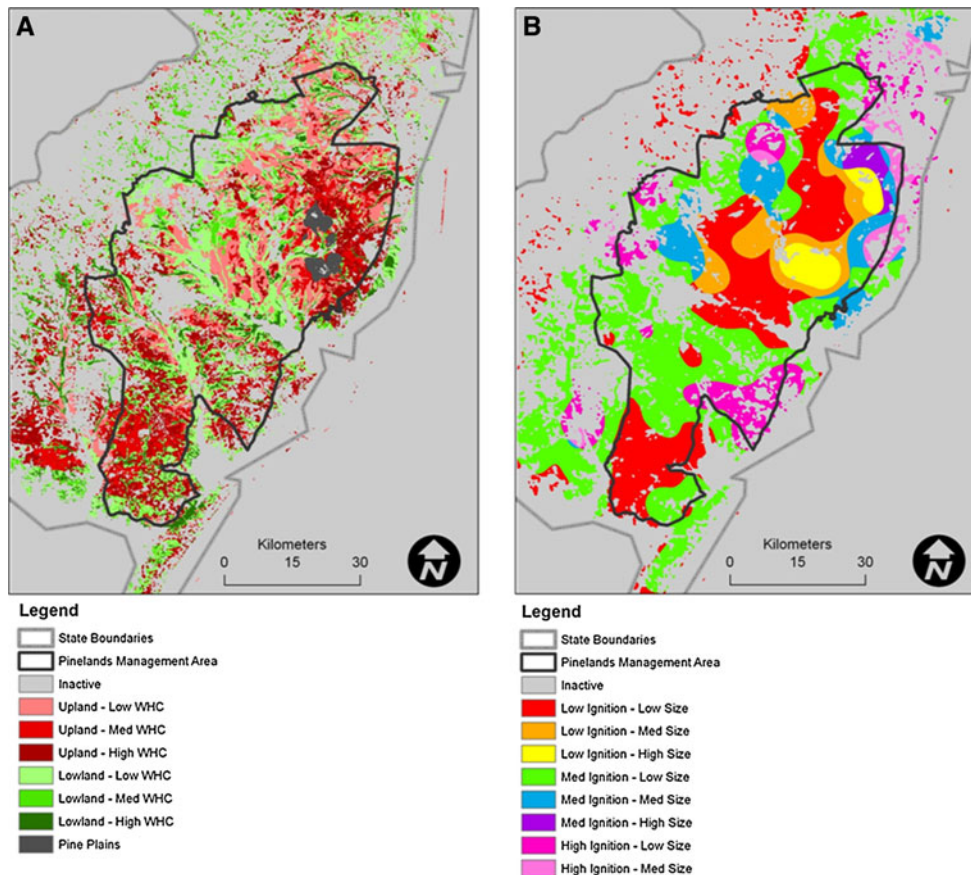 A
Kilometers
0 15 30
N
Legend
State Boundaries
Pinelands Management Area
Inactive
Upland - Low WHC
Upland - Med WHC
Upland - High WHC
Lowland - Low WHC
Lowland - Med WHC
Lowland - High WHC
Pine Plains
B
Kilometers
0 15 30
N
Legend
State Boundaries
Pinelands Management Area
Inactive
Low Ignition - Low Size
Low Ignition - Med Size
Low Ignition - High Size
Med Ignition - Low Size
Med Ignition - Med Size
Med Ignition - High Size
High Ignition - Low Size
High Ignition - Med Size